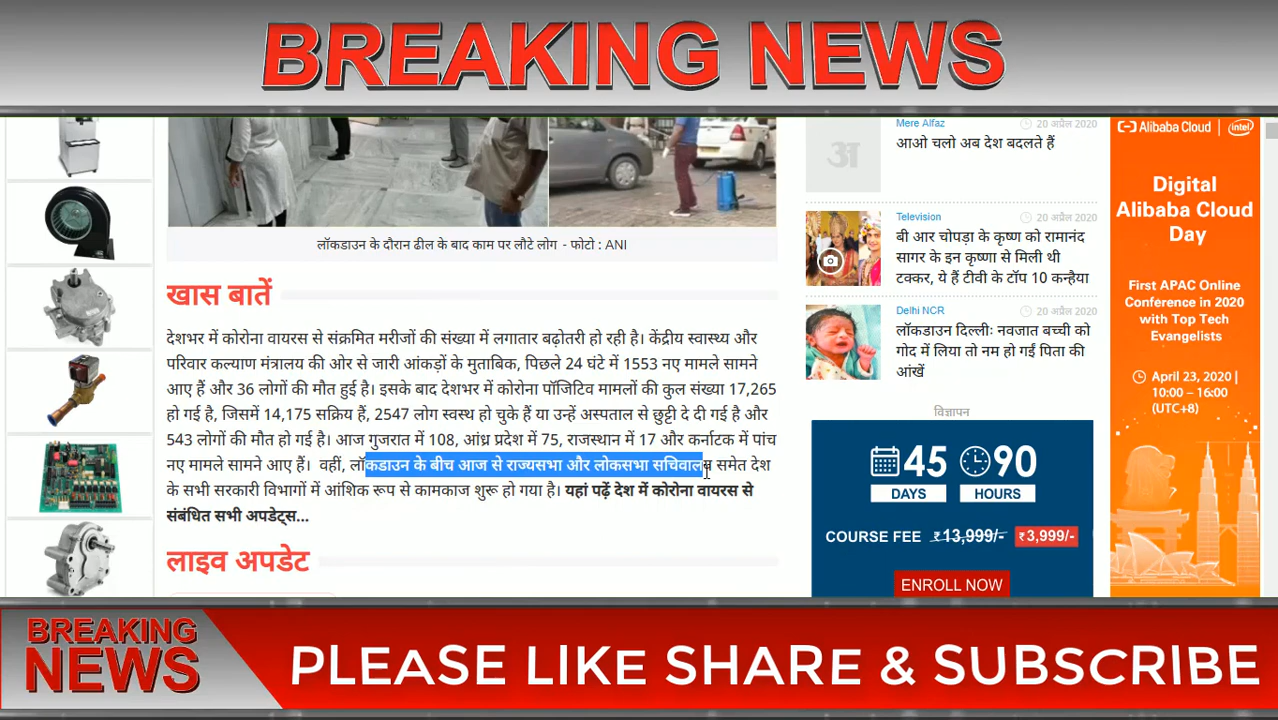 BREAKING NEWS
लॉकडाउन के दौरान ढील के बाद काम पर लौटे लोग - फोटो : ANI
खास बातें
देशभर में कोरोना वायरस से संक्रमित मरीजों की संख्या में लगातार बढ़ोतरी हो रही है। केंद्रीय स्वास्थ्य और
परिवार कल्याण मंत्रालय की ओर से जारी आंकड़ों के मुताबिक, पिछले 24 घंटे में 1553 नए मामले सामने
आए हैं और 36 लोगों की मौत हुई है। इसके बाद देशभर में कोरोना पॉजिटिव मामलों की कुल संख्या 17,265
हो गई है, जिसमें 14,175 सक्रिय हैं, 2547 लोग स्वस्थ हो चुके हैं या उन्हें अस्पताल से छुट्टी दे दी गई है और
543 लोगों की मौत हो गई है। आज गुजरात में 108, आंध्र प्रदेश में 75, राजस्थान में 17 और कर्नाटक में पांच
नए मामले सामने आए हैं। वहीं, लॉकडाउन के बीच आज से राज्यसभा और लोकसभा सचिवालय समेत देश
के सभी सरकारी विभागों में आंशिक रूप से कामकाज शुरू हो गया है। यहां पढ़ें देश में कोरोना वायरस से
संबंधित सभी अपडेट्स...
लाइव अपडेट
Mere Alfaz
20 अप्रैल 2020
अ
आओ चलो अब देश बदलते हैं
Television
20 अप्रैल 2020
बी आर चोपड़ा के कृष्ण को रामानंद
सागर के इन कृष्णा से मिली थी
टक्कर, ये हैं टीवी के टॉप 10 कन्हैया
Delhi NCR
20 अप्रैल 2020
लॉकडाउन दिल्लीः नवजात बच्ची को
गोद में लिया तो नम हो गईं पिता की
आंखें
विज्ञापन
45 90
DAYS HOURS
COURSE FEE ₹13,999/- ₹3,999/-
ENROLL NOW
Alibaba Cloud intel
Digital
Alibaba Cloud
Day
First APAC Online
Conference in 2020
with Top Tech
Evangelists
April 23, 2020 |
10:00 - 16:00
(UTC+8)
BREAKING
NEWS
PLEASE LIKE SHARE & SUBSCRIBE